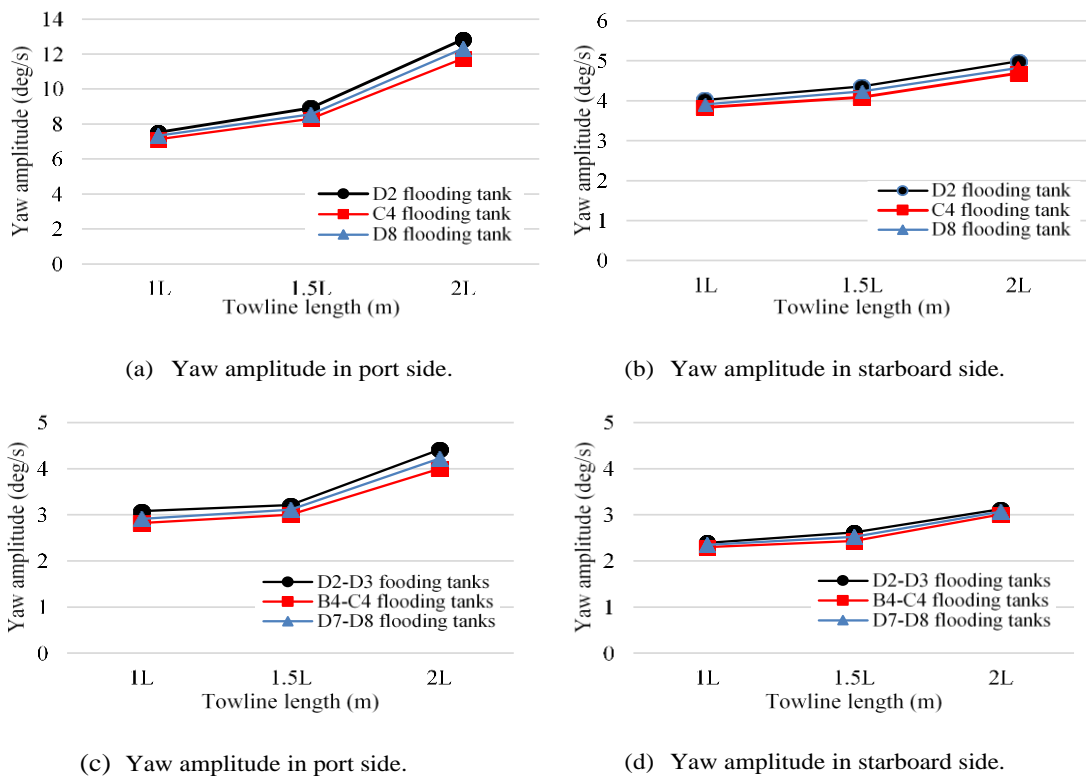 14
12
10
8
6
4
2
0
Yaw amplitude (deg/s)
D2 flooding tank
C4 flooding tank
D8 flooding tank
1L 1.5L 2L
Towline length (m)
(a) Yaw amplitude in port side.
6
5
4
3
2
1
0
Yaw amplitude (deg/s)
D2 flooding tank
C4 flooding tank
D8 flooding tank
1L 1.5L 2L
Towline length (m)
(b) Yaw amplitude in starboard side.
5
4
3
2
1
0
Yaw amplitude (deg/s)
D2-D3 fooding tanks
B4-C4 flooding tanks
D7-D8 flooding tanks
1L 1.5L 2L
Towline length (m)
(c) Yaw amplitude in port side.
5
4
3
2
1
0
Yaw amplitude (deg/s)
D2-D3 flooding tanks
B4-C4 flooding tanks
D7-D8 flooding tanks
1L 1.5L 2L
Towline length (m)
(d) Yaw amplitude in starboard side.